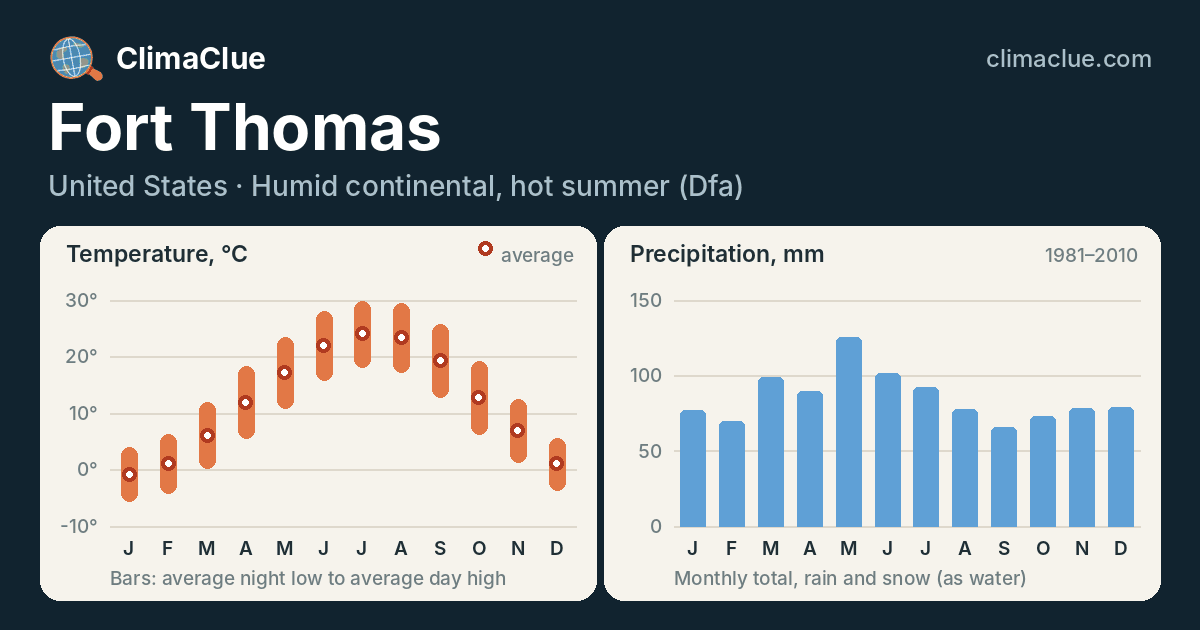 ClimaClue
climaclue.com
Fort Thomas
United States · Humid continental, hot summer (Dfa)
Temperature, °C
average
30°
20°
10°
0°
-10°
J F M A M J J A S O N D
Bars: average night low to average day high
Precipitation, mm
1981–2010
150
100
50
0
J F M A M J J A S O N D
Monthly total, rain and snow (as water)